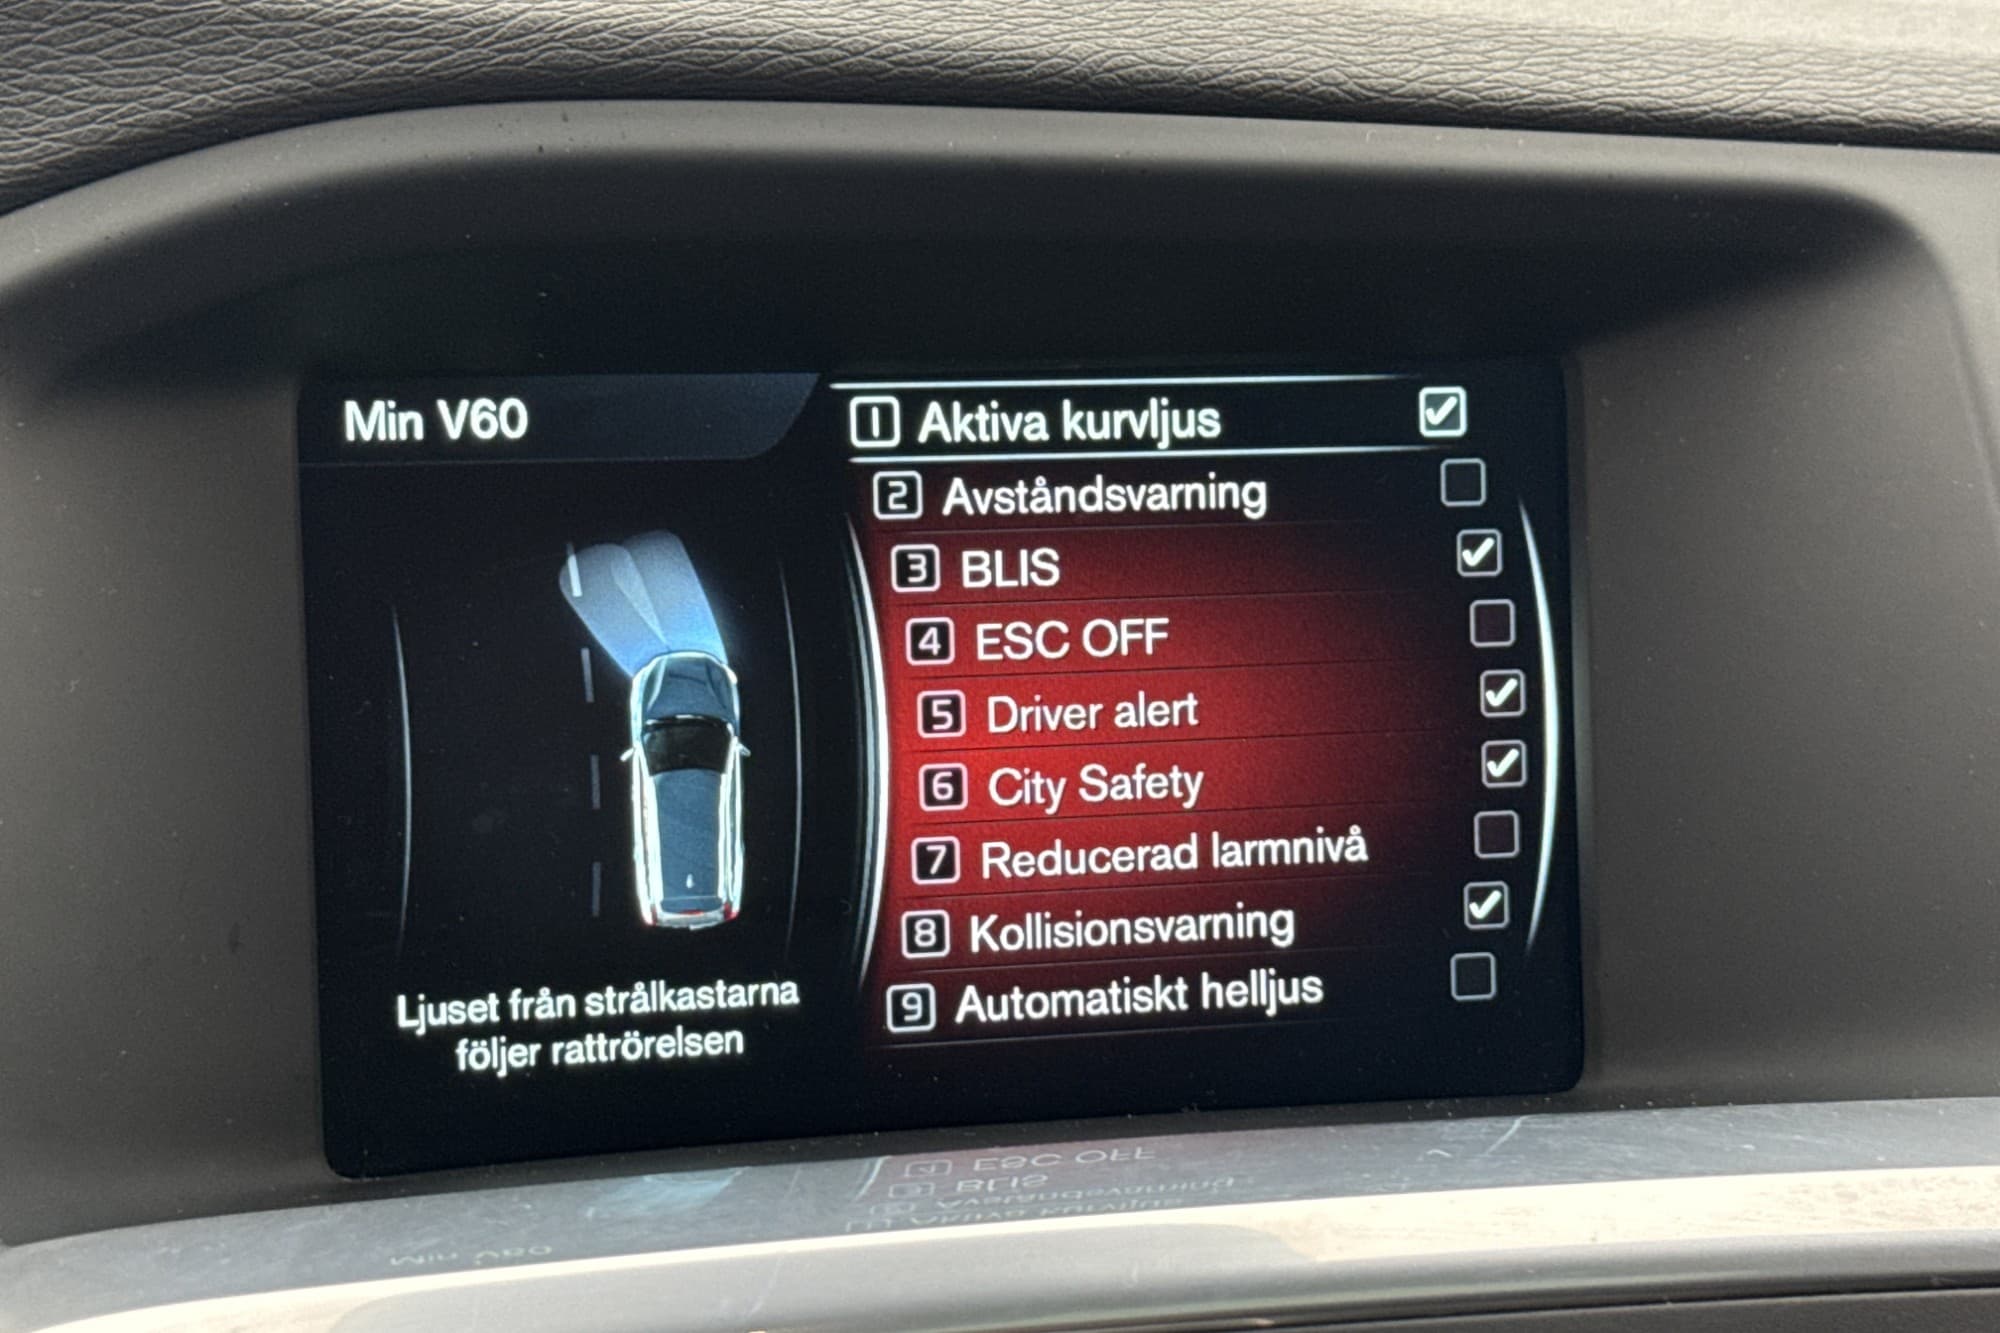 Min V60
1 Aktiva kurvljus
2 Avståndsvarning
3 BLIS
4 ESC OFF
5 Driver alert
6 City Safety
7 Reducerad larmnivå
8 Kollisionsvarning
9 Automatiskt helljus
Ljuset från strålkastarna
följer rattrörelsen